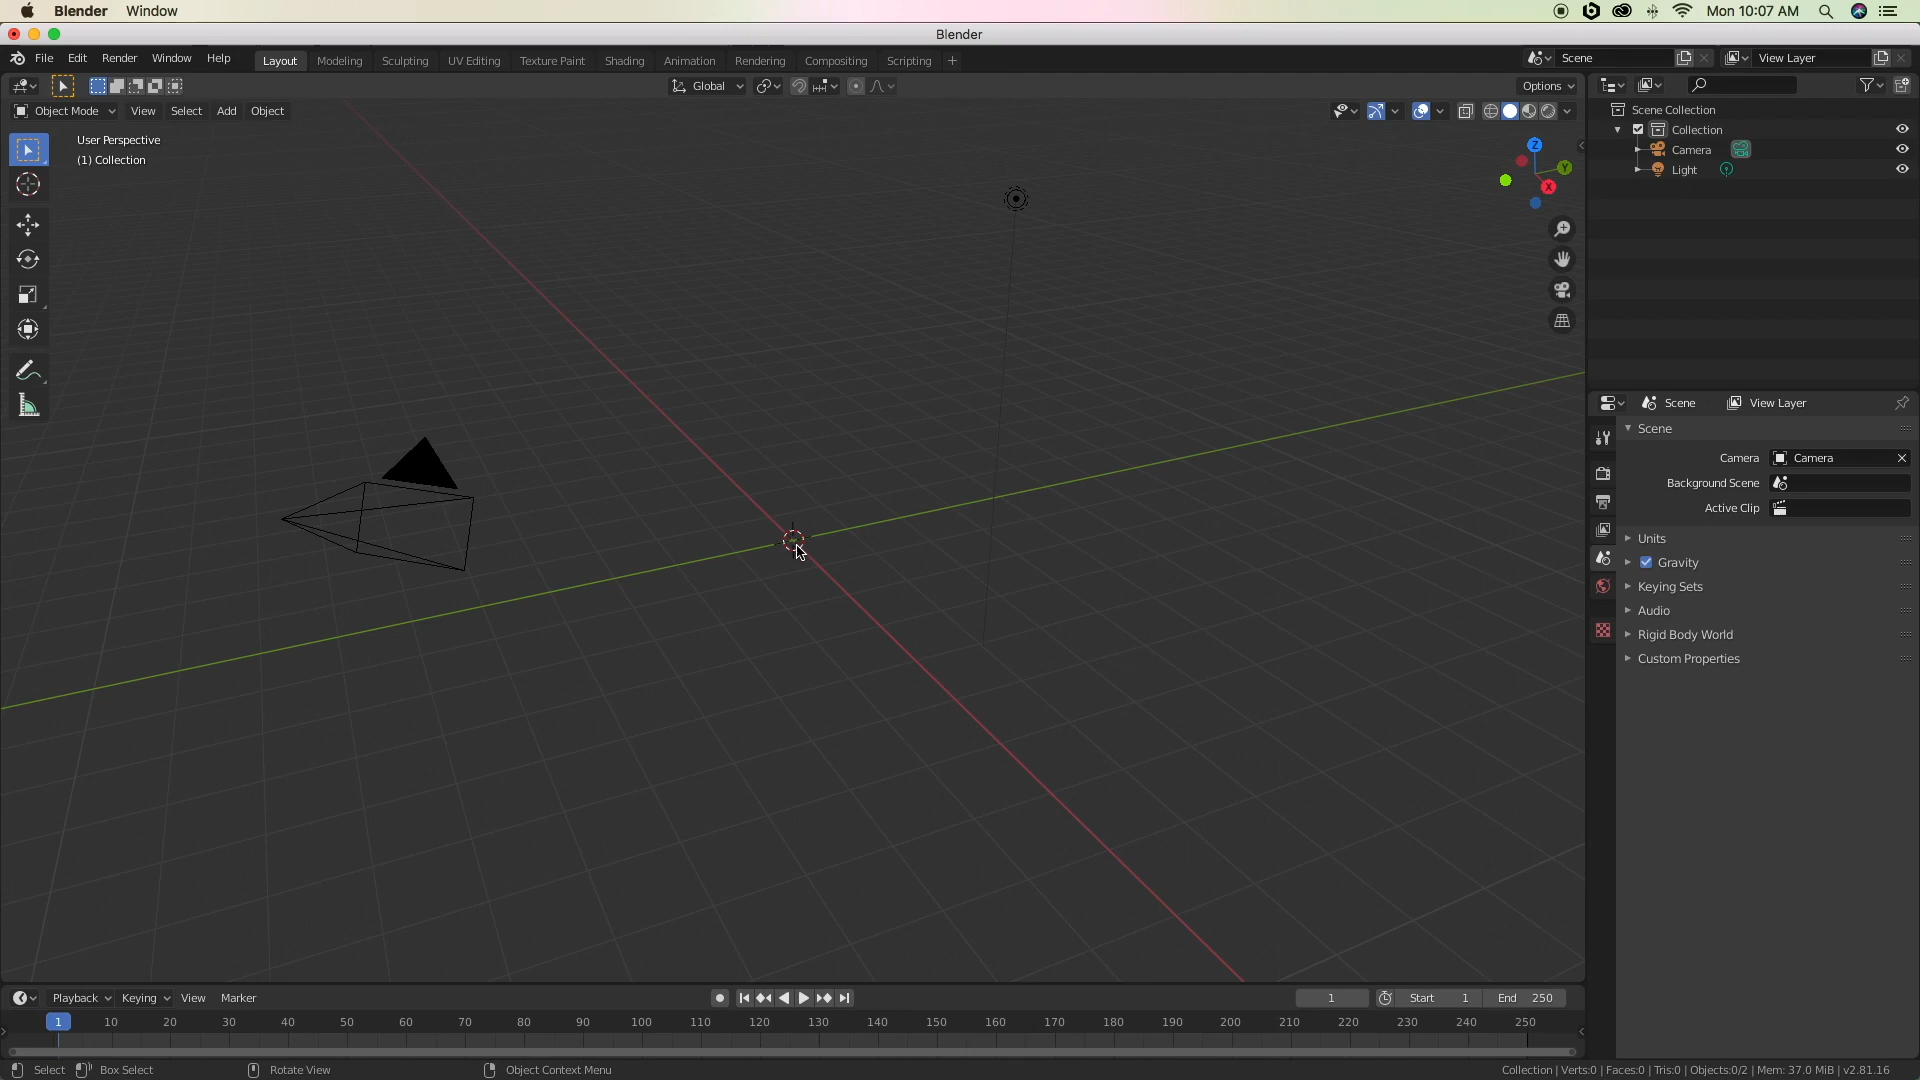 Blender Window Mon 10:07 AM
Blender
File Edit Render Window Help Layout Modeling Sculpting UV Editing Texture Paint Shading Animation Rendering Compositing Scripting + Scene View Layer
Global Options
Object Mode View Select Add Object
User Perspective
(1) Collection
Z
Y
X
Scene Collection
Collection
Camera
Light
Scene View Layer
Scene
Camera Camera
Background Scene
Active Clip
Units
Gravity
Keying Sets
Audio
Rigid Body World
Custom Properties
Playback Keying View Marker 1 Start 1 End 250
1 10 20 30 40 50 60 70 80 90 100 110 120 130 140 150 160 170 180 190 200 210 220 230 240 250
Select Box Select Rotate View Object Context Menu Collection | Verts:0 | Faces:0 | Tris:0 | Objects:0/2 | Mem: 37.0 MiB | v2.81.16